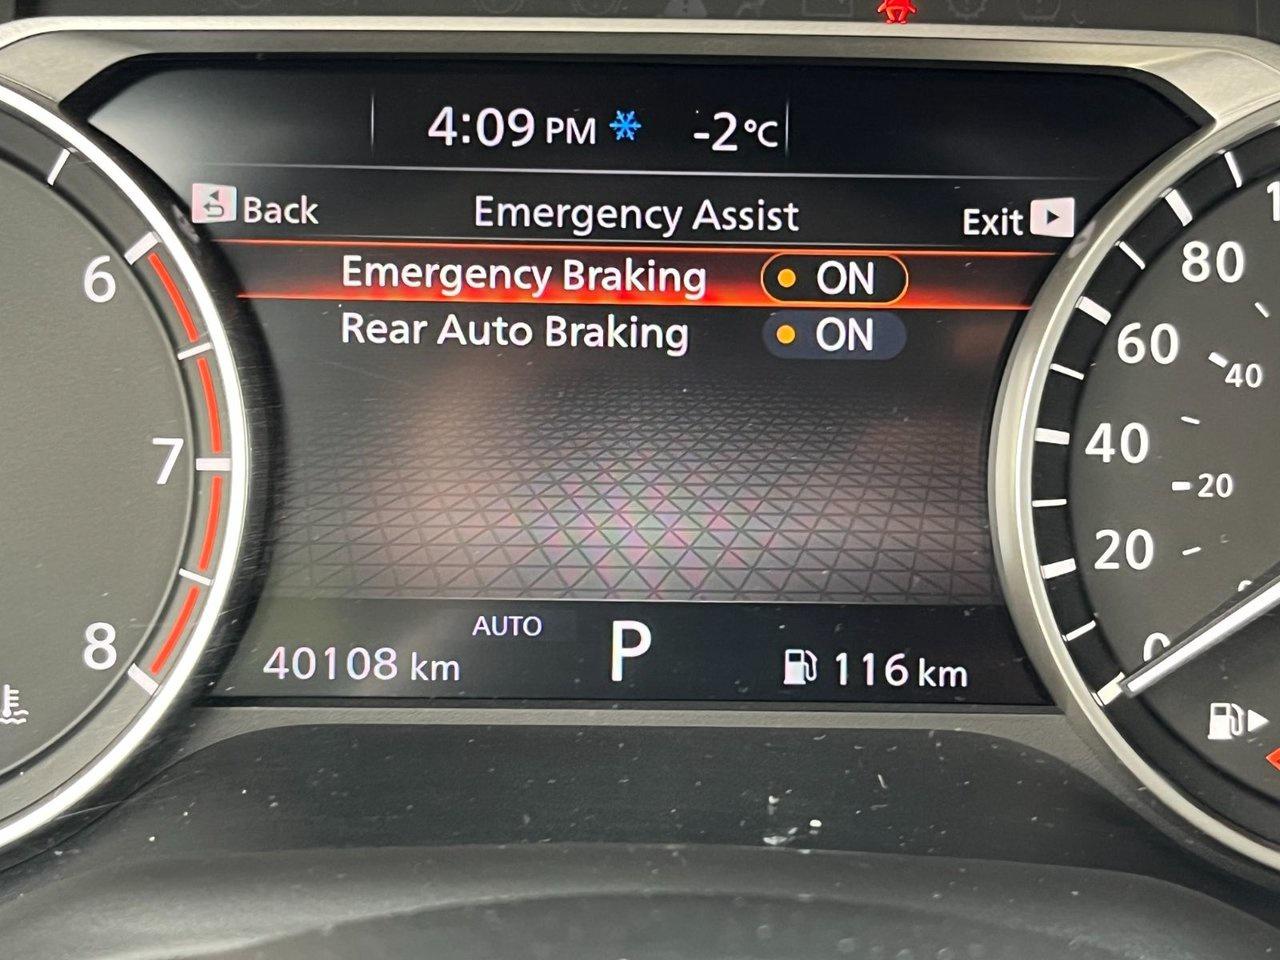 4:09 PM -2°C
Back Emergency Assist Exit
Emergency Braking ON
Rear Auto Braking ON
AUTO
40108 km P 116 km
6
7
8
80
60
40
40
20
20
0